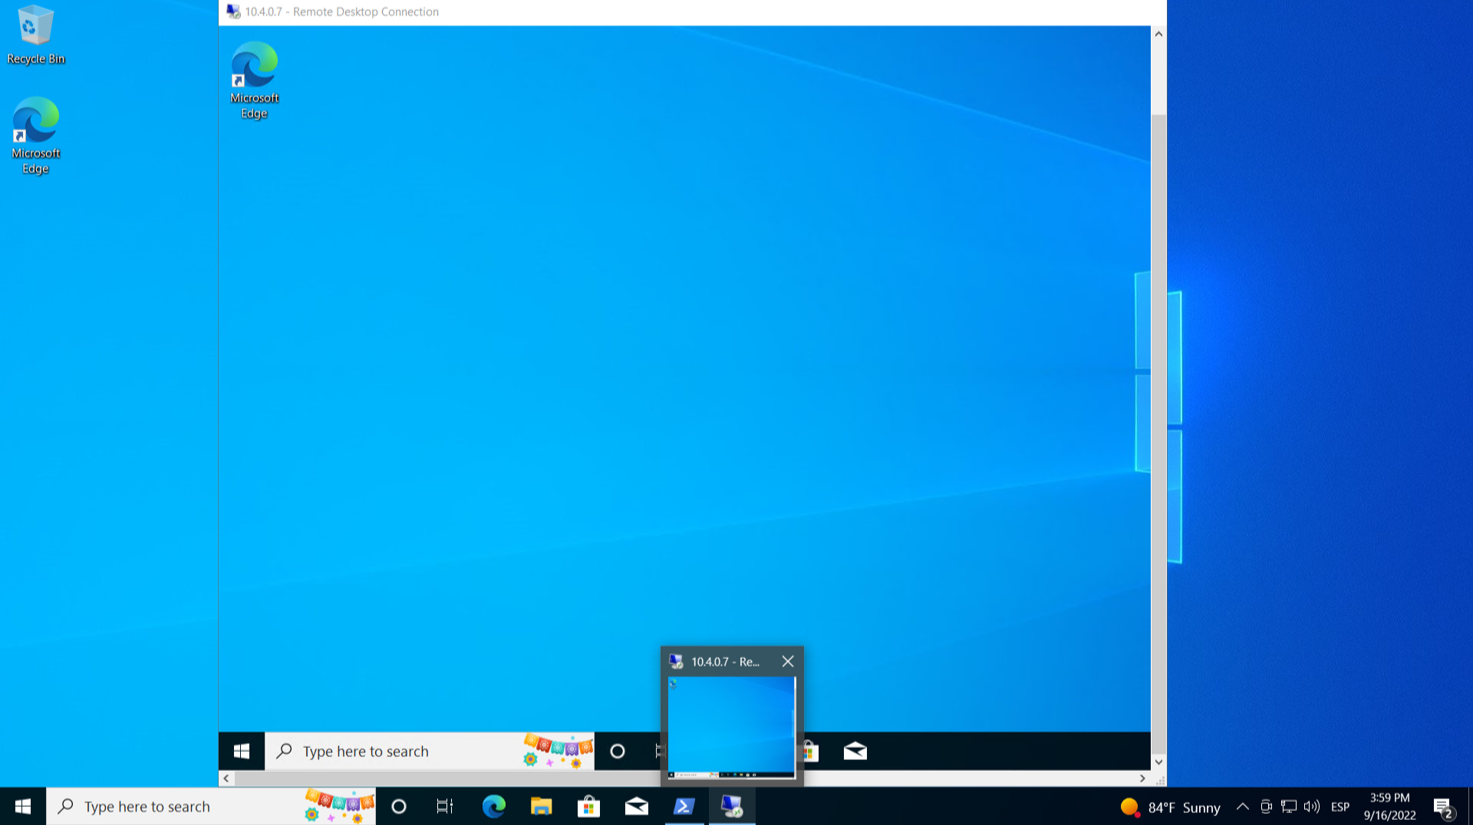 10.4.0.7 - Remote Desktop Connection
Recycle Bin
Microsoft
Edge
Microsoft
Edge
10.4.0.7 - Re...
Type here to search
Type here to search
84°F Sunny
ESP
3:59 PM
9/16/2022
2